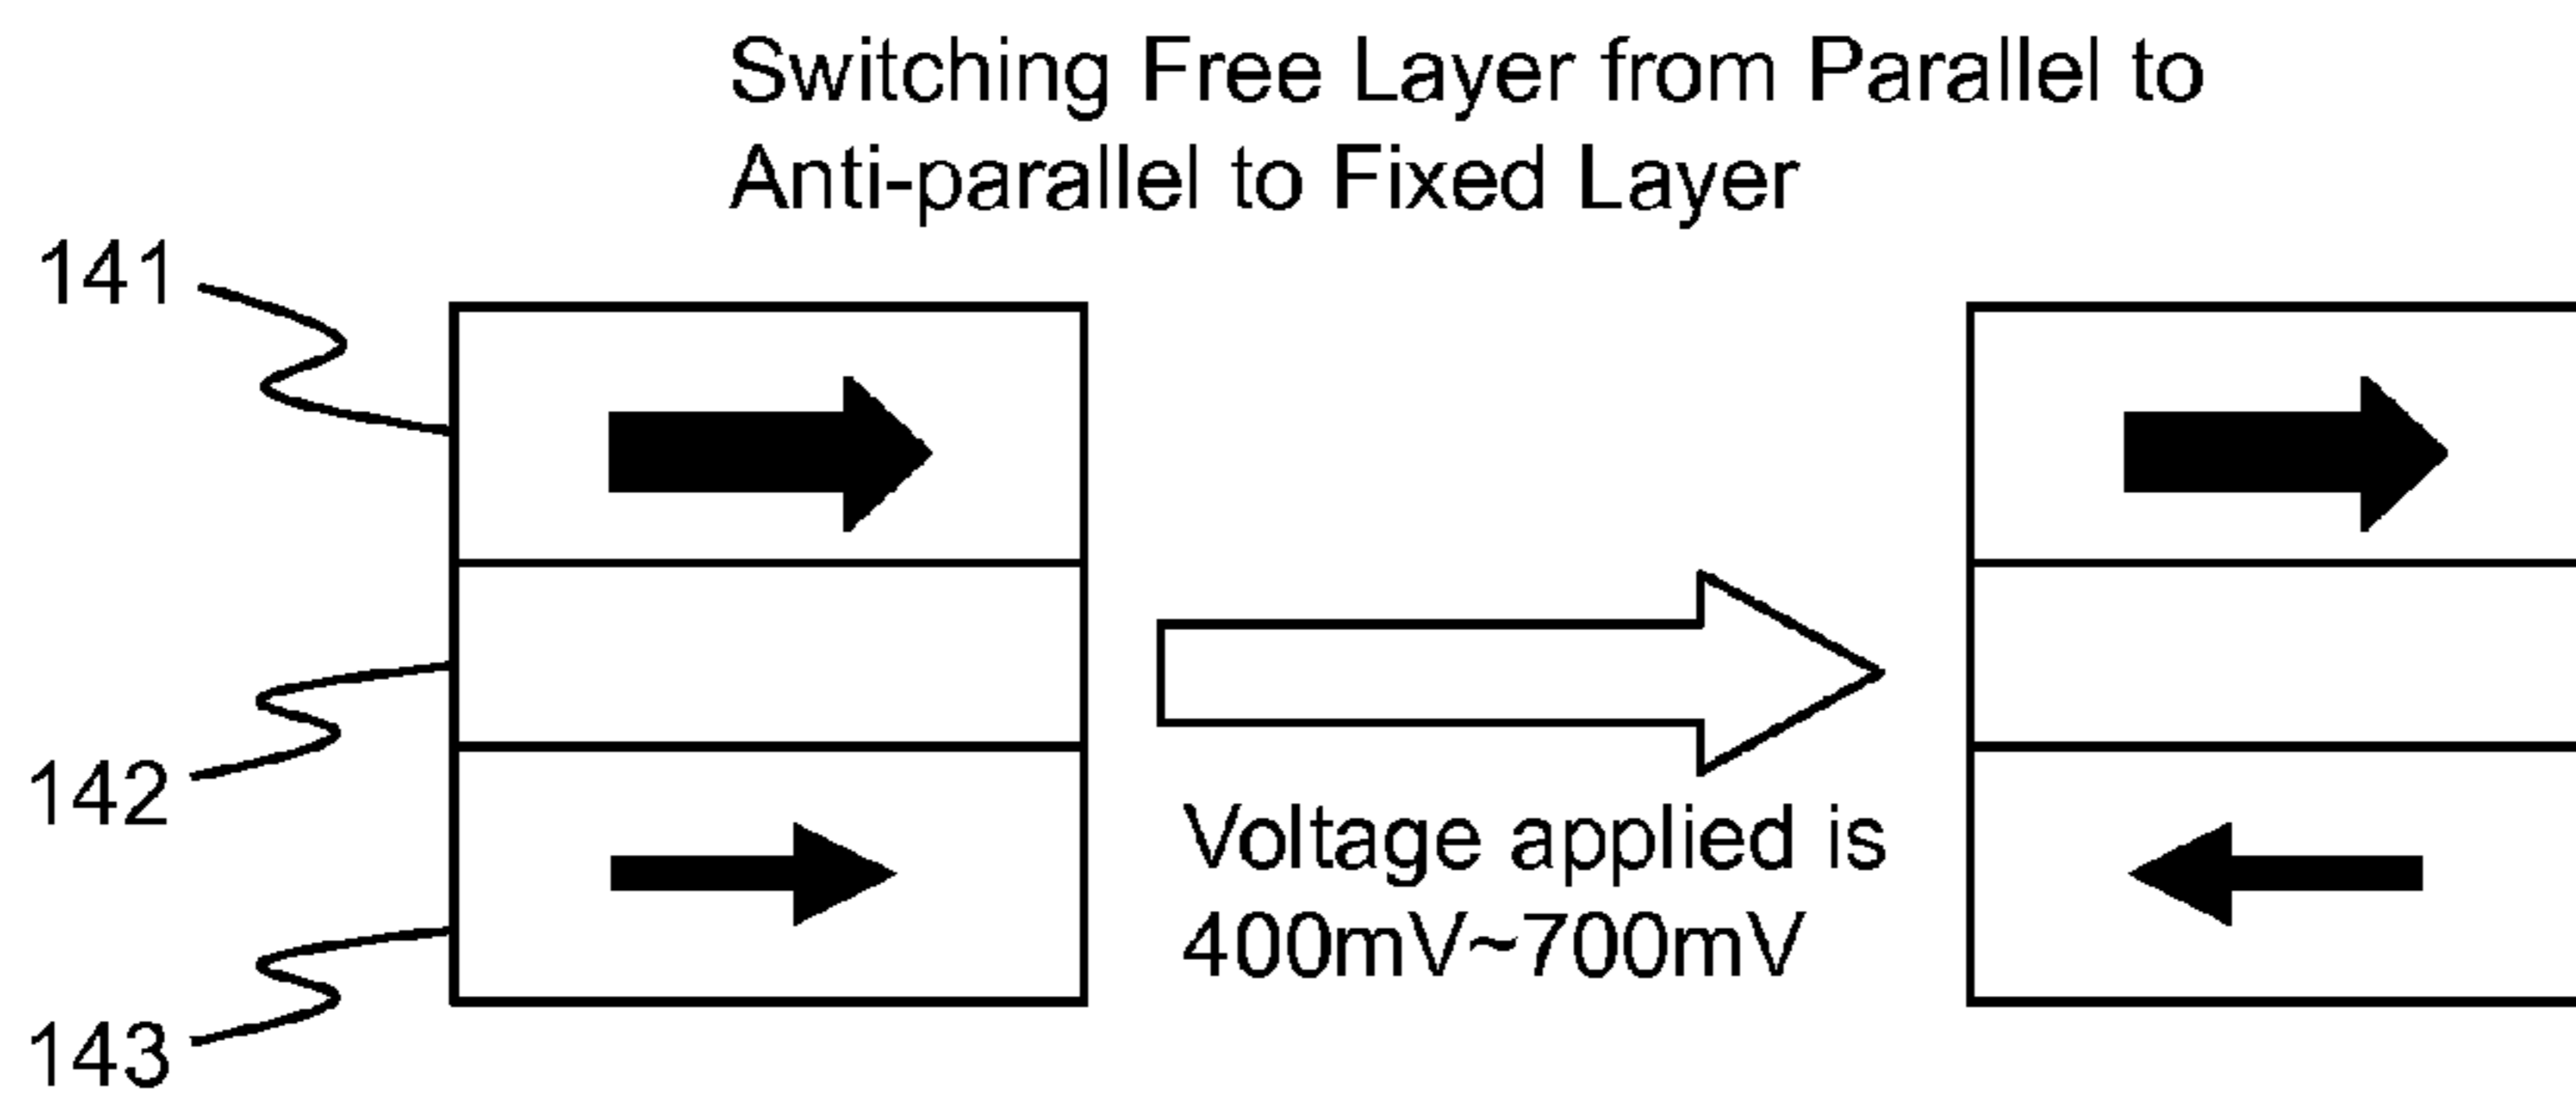 Switching Free Layer from Parallel to
Anti-parallel to Fixed Layer
141
142
143
Voltage applied is
400mV~700mV